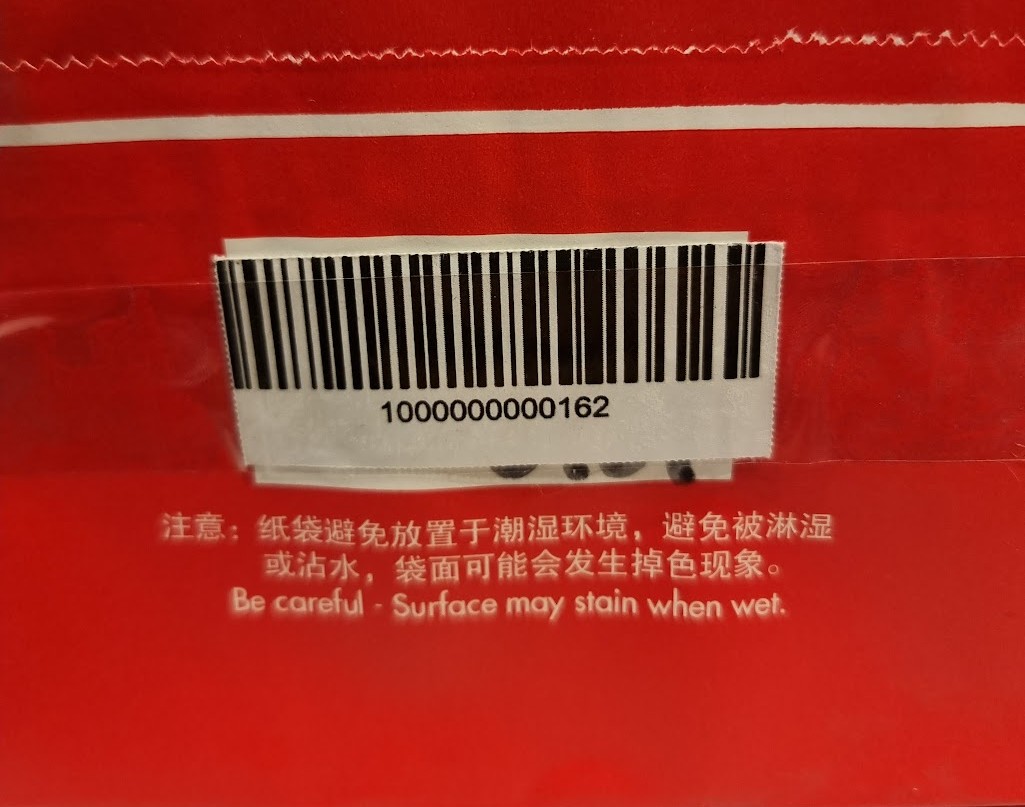 1000000000162
注意：纸袋避免放置于潮湿环境，避免被淋湿
或沾水，袋面可能会发生掉色现象。
Be careful - Surface may stain when wet.